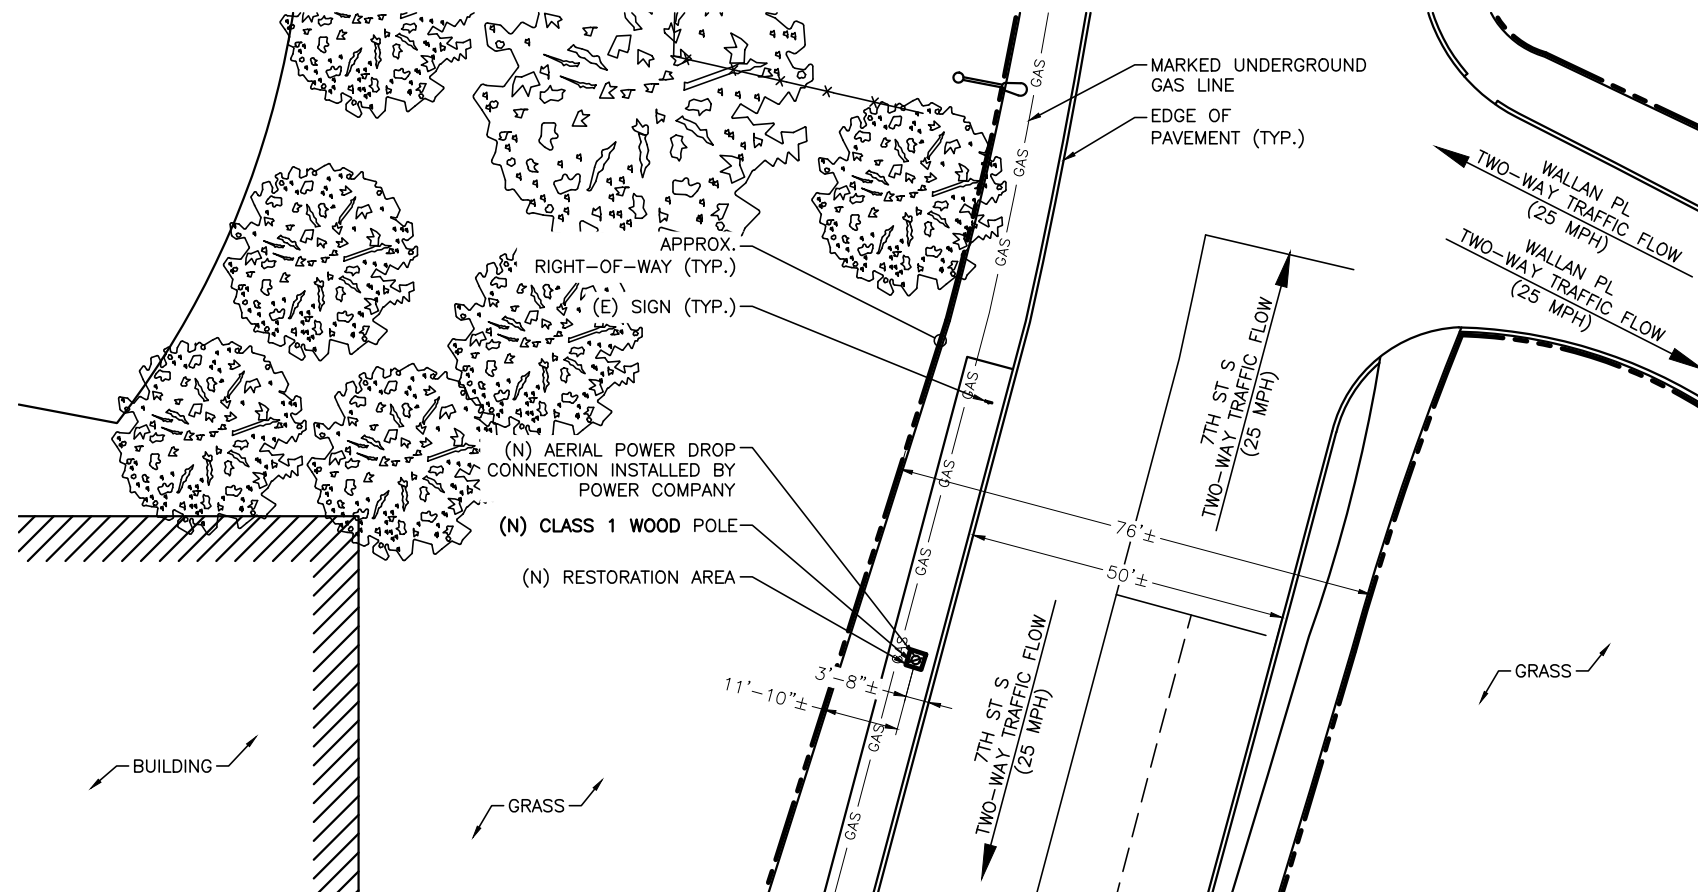 MARKED UNDERGROUND
GAS LINE
EDGE OF
PAVEMENT (TYP.)
WALLAN PL
TWO-WAY TRAFFIC FLOW
(25 MPH)
WALLAN PL
TWO-WAY TRAFFIC FLOW
(25 MPH)
APPROX.
RIGHT-OF-WAY (TYP.)
(E) SIGN (TYP.)
7TH ST S
TWO-WAY TRAFFIC FLOW
(25 MPH)
(N) AERIAL POWER DROP
CONNECTION INSTALLED BY
POWER COMPANY
(N) CLASS 1 WOOD POLE
(N) RESTORATION AREA
76'±
50'±
3'-8"±
11'-10"±
7TH ST S
TWO-WAY TRAFFIC FLOW
(25 MPH)
GRASS
BUILDING
GRASS
GAS
GAS
GAS
GAS
GAS
GAS
GAS
GAS
GAS